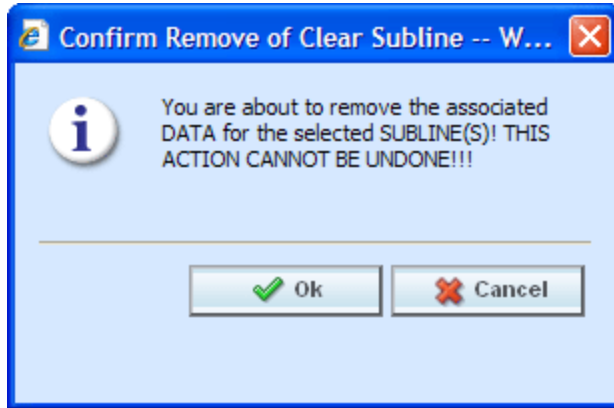 Confirm Remove of Clear Subline -- W...
You are about to remove the associated
DATA for the selected SUBLINE(S)! THIS
ACTION CANNOT BE UNDONE!!!
Ok
Cancel